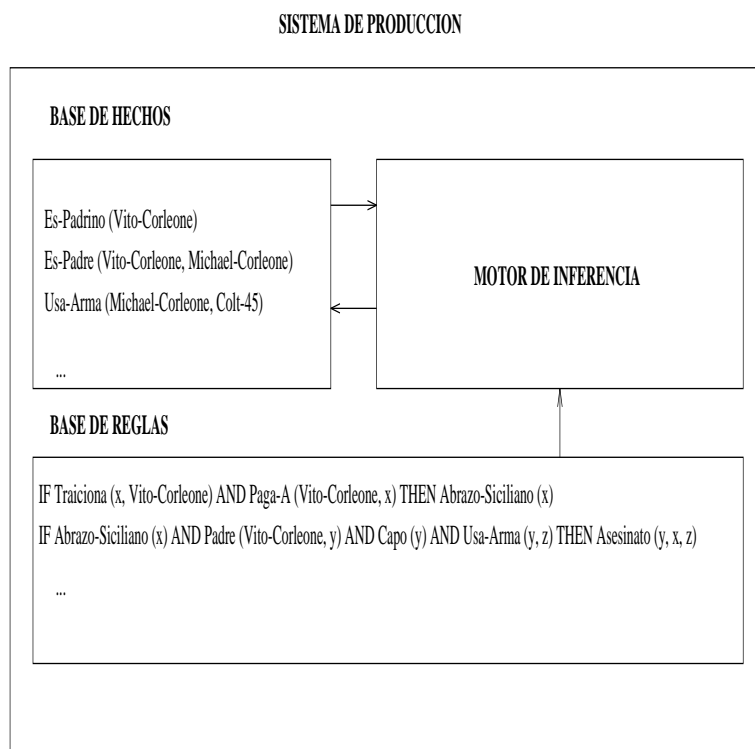 SISTEMA DE PRODUCCION
BASE DE HECHOS
Es-Padrino (Vito-Corleone)
Es-Padre (Vito-Corleone, Michael-Corleone)
Usa-Arma (Michael-Corleone, Colt-45)
...
MOTOR DE INFERENCIA
BASE DE REGLAS
IF Traiciona (x, Vito-Corleone) AND Paga-A (Vito-Corleone, x) THEN Abrazo-Siciliano (x)
IF Abrazo-Siciliano (x) AND Padre (Vito-Corleone, y) AND Capo (y) AND Usa-Arma (y, z) THEN Asesinato (y, x, z)
...